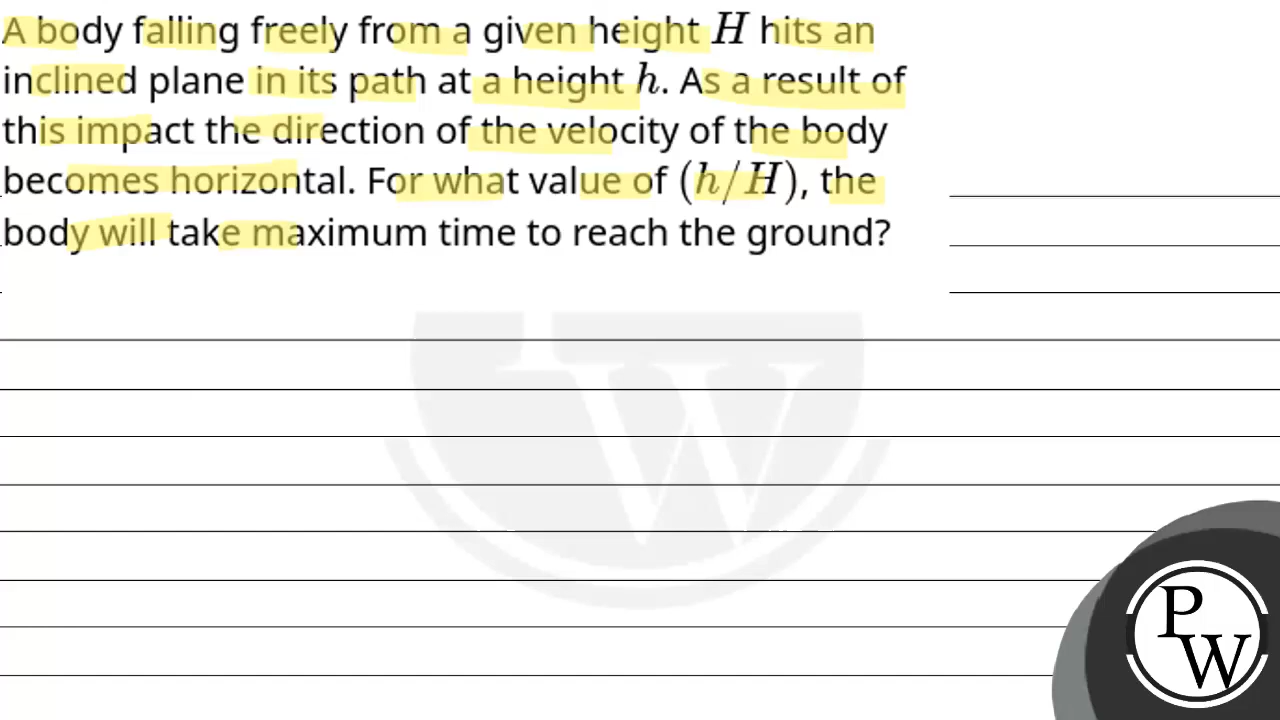 A body falling freely from a given height H hits an
inclined plane in its path at a height h. As a result of
this impact the direction of the velocity of the body
becomes horizontal. For what value of (h/H), the
body will take maximum time to reach the ground?
W
P
W